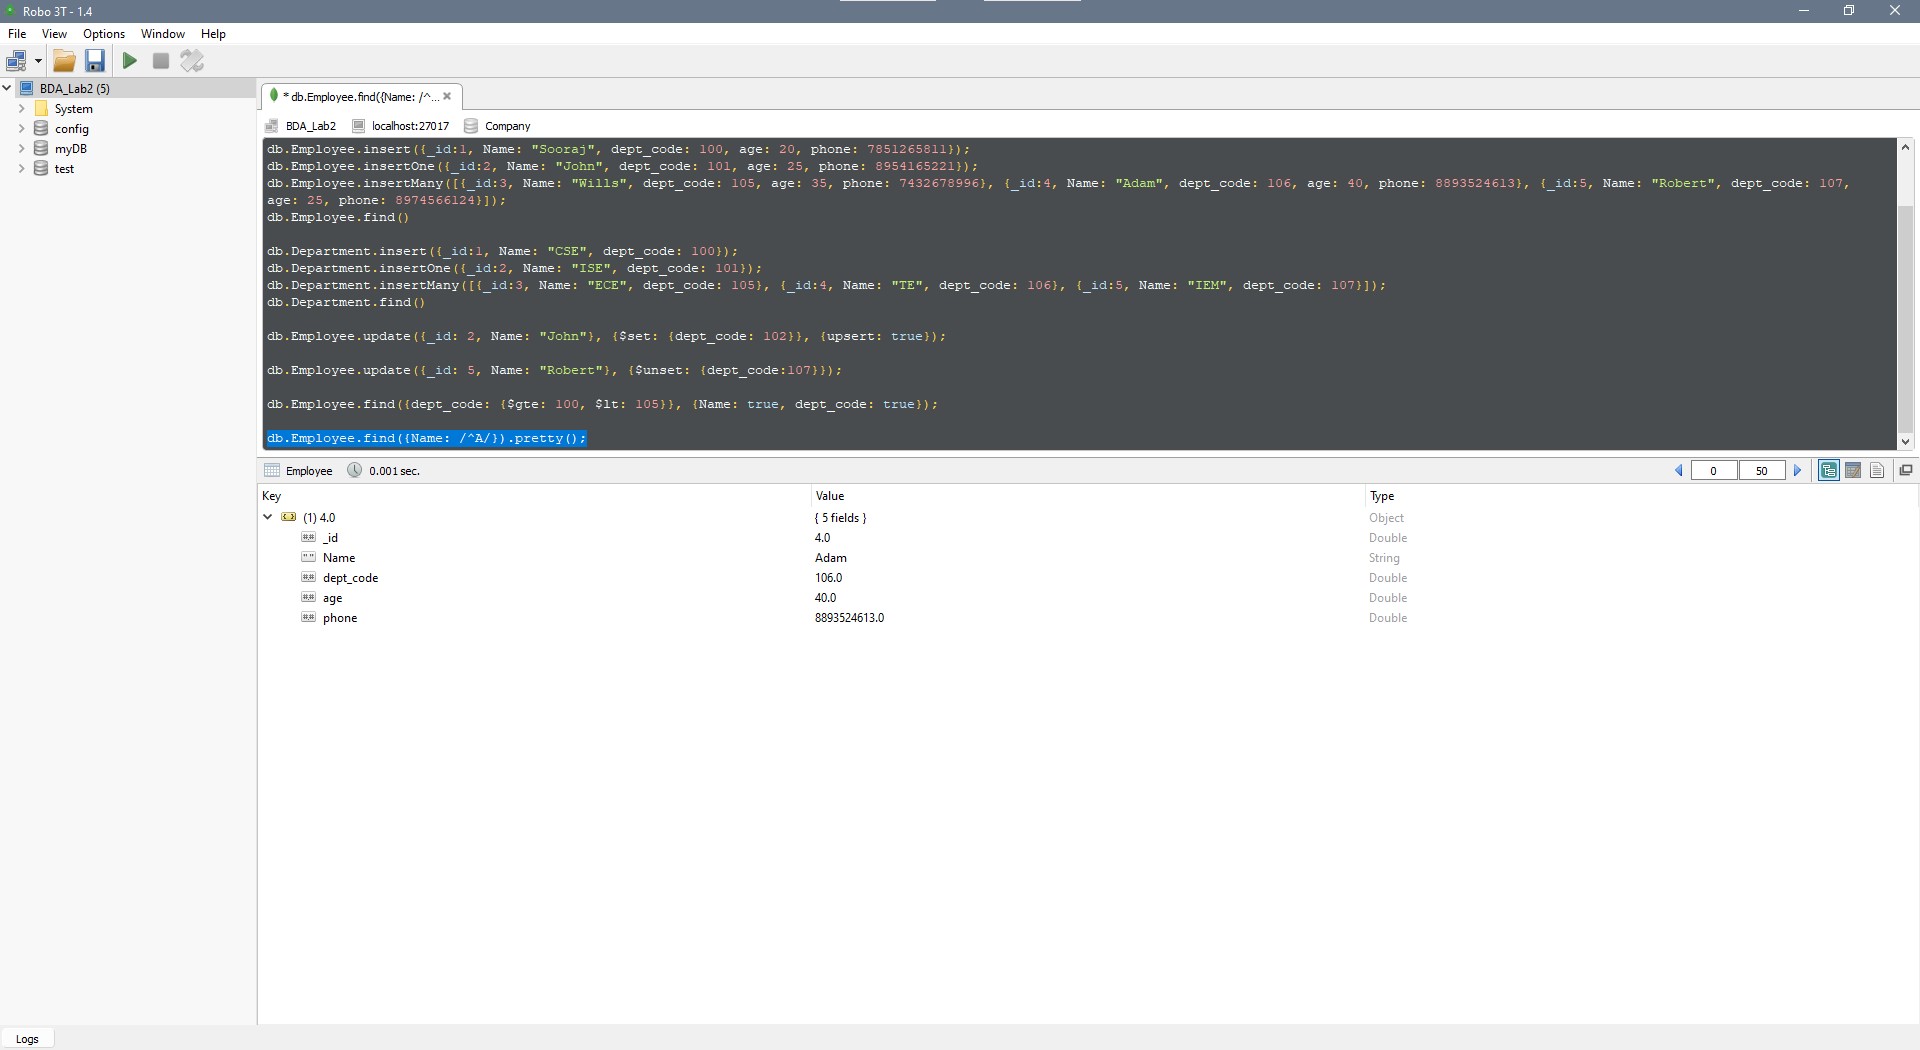 Robo 3T - 1.4
File View Options Window Help
BDA_Lab2 (5)
System
config
myDB
test
* db.Employee.find({Name: /^...
BDA_Lab2 localhost:27017 Company
db.Employee.insert({_id:1, Name: "Sooraj", dept_code: 100, age: 20, phone: 7851265811});
db.Employee.insertOne({_id:2, Name: "John", dept_code: 101, age: 25, phone: 8954165221});
db.Employee.insertMany([{_id:3, Name: "Wills", dept_code: 105, age: 35, phone: 7432678996}, {_id:4, Name: "Adam", dept_code: 106, age: 40, phone: 8893524613}, {_id:5, Name: "Robert", dept_code: 107,
age: 25, phone: 8974566124}]);
db.Employee.find()
db.Department.insert({_id:1, Name: "CSE", dept_code: 100});
db.Department.insertOne({_id:2, Name: "ISE", dept_code: 101});
db.Department.insertMany([{_id:3, Name: "ECE", dept_code: 105}, {_id:4, Name: "TE", dept_code: 106}, {_id:5, Name: "IEM", dept_code: 107}]);
db.Department.find()
db.Employee.update({_id: 2, Name: "John"}, {$set: {dept_code: 102}}, {upsert: true});
db.Employee.update({_id: 5, Name: "Robert"}, {$unset: {dept_code:107}});
db.Employee.find({dept_code: {$gte: 100, $lt: 105}}, {Name: true, dept_code: true});
db.Employee.find({Name: /^A/}).pretty();
Employee 0.001 sec. 0 50
Key Value Type
(1) 4.0 { 5 fields } Object
_id 4.0 Double
Name Adam String
dept_code 106.0 Double
age 40.0 Double
phone 8893524613.0 Double
Logs